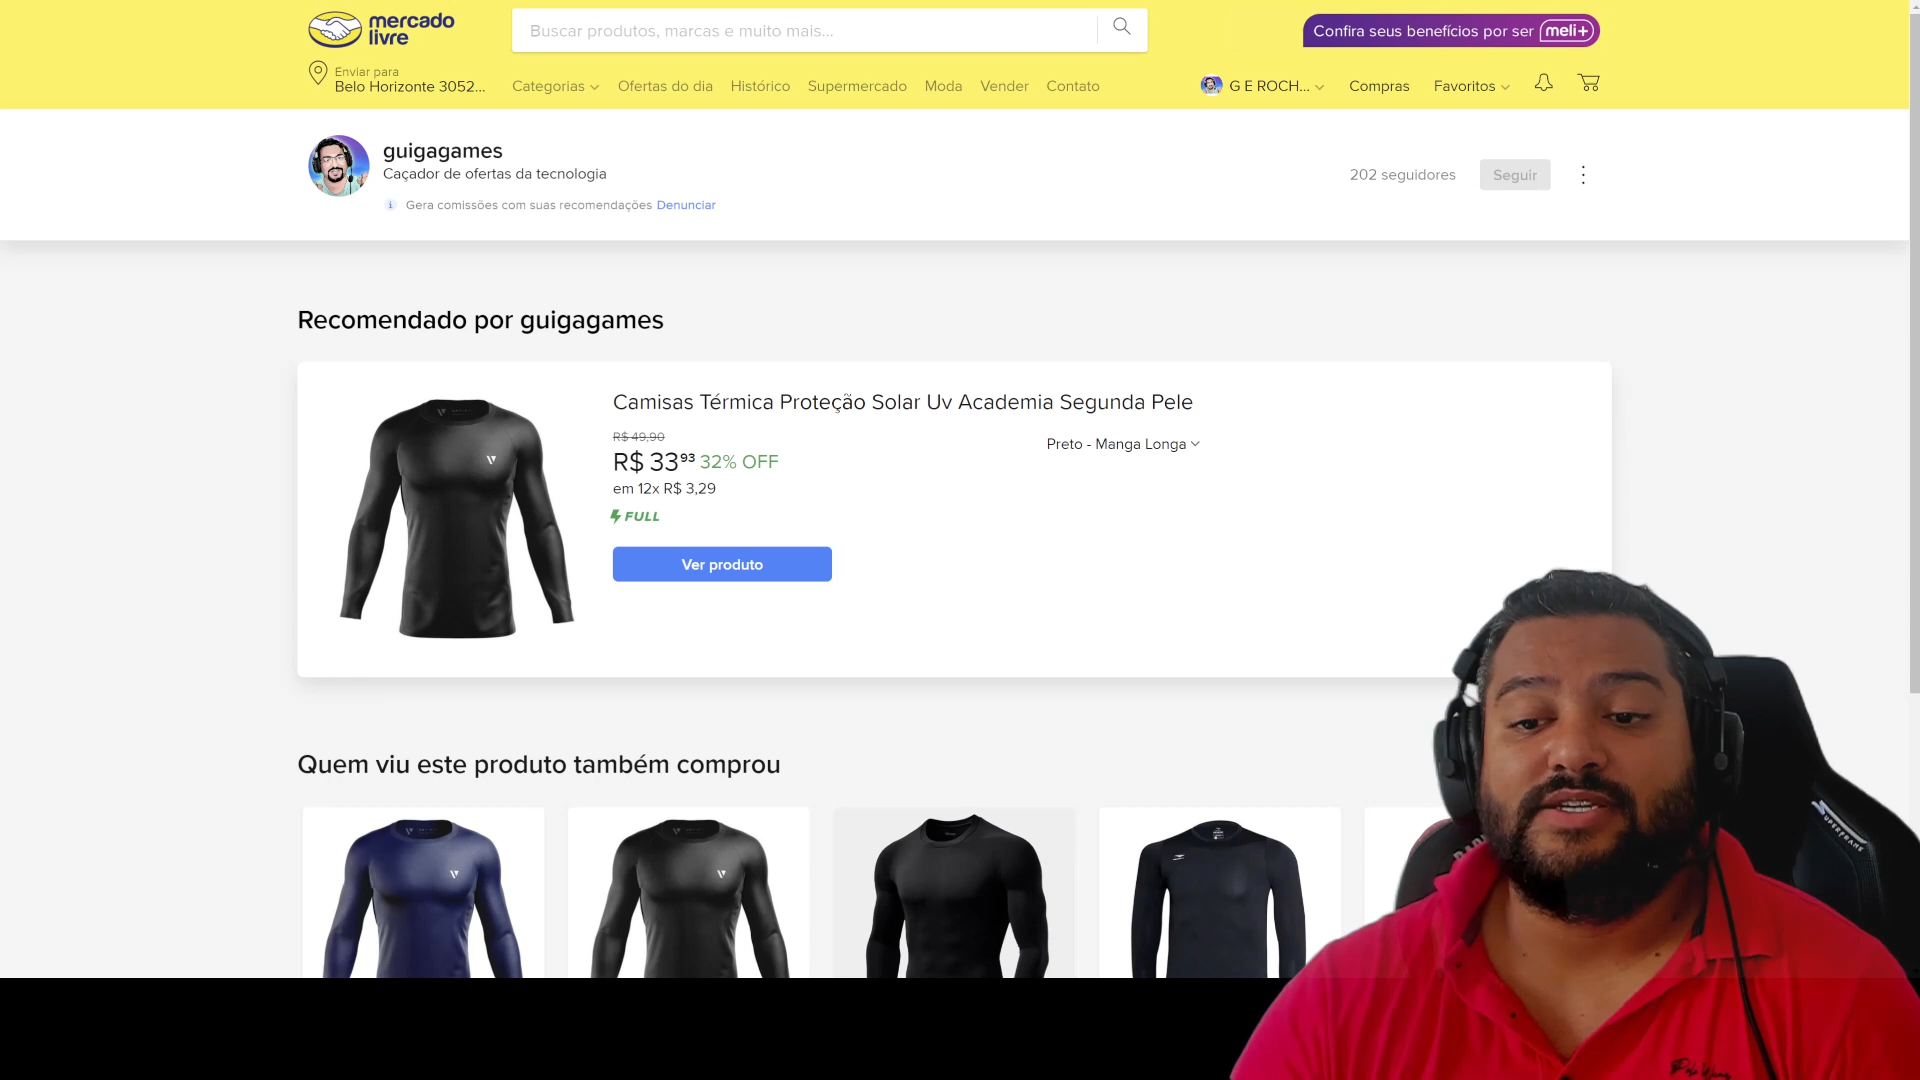 mercado
livre
Buscar produtos, marcas e muito mais...
Confira seus benefícios por ser meli+
Enviar para
Belo Horizonte 3052...
Categorias
Ofertas do dia
Histórico
Supermercado
Moda
Vender
Contato
G E ROCH...
Compras
Favoritos
guigagames
Caçador de ofertas da tecnologia
Gera comissões com suas recomendações Denunciar
202 seguidores
Seguir
Recomendado por guigagames
Camisas Térmica Proteção Solar Uv Academia Segunda Pele
R$ 49,90
R$ 33 93 32% OFF
em 12x R$ 3,29
FULL
Preto - Manga Longa
Ver produto
Quem viu este produto também comprou
SUPERFRAME